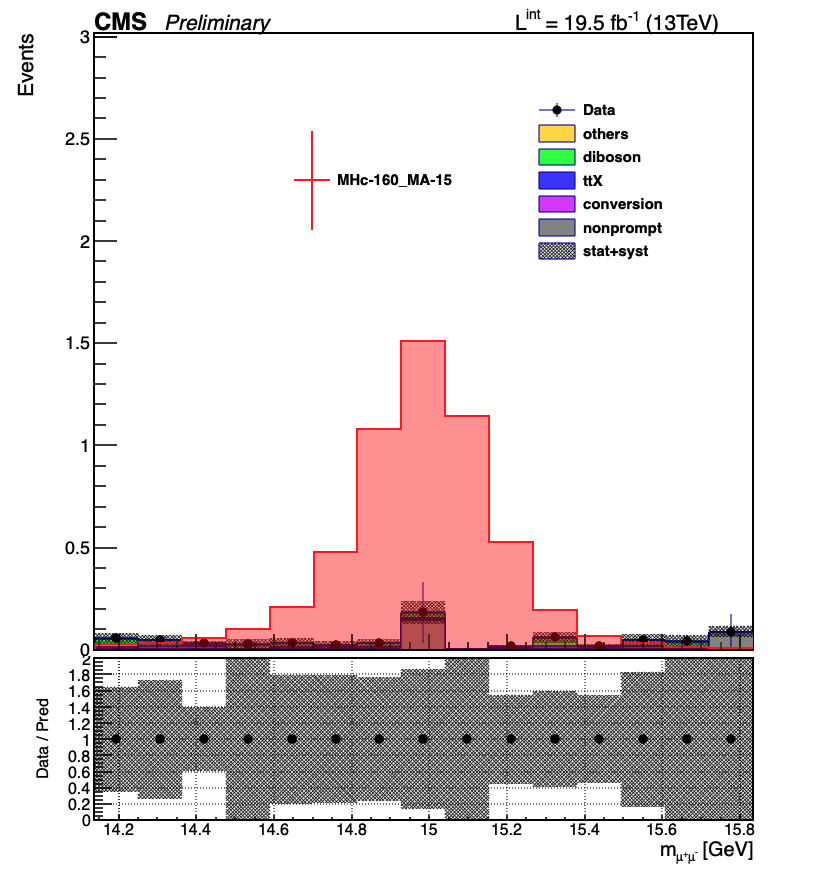 CMS Preliminary L^int = 19.5 fb^-1 (13TeV)
Events
3
2.5
2
1.5
1
0.5
0
MHc-160_MA-15
Data
others
diboson
ttX
conversion
nonprompt
stat+syst
Data / Pred
2
1.8
1.6
1.4
1.2
1
0.8
0.6
0.4
0.2
0
14.2 14.4 14.6 14.8 15 15.2 15.4 15.6 15.8
m_μ⁺μ⁻ [GeV]